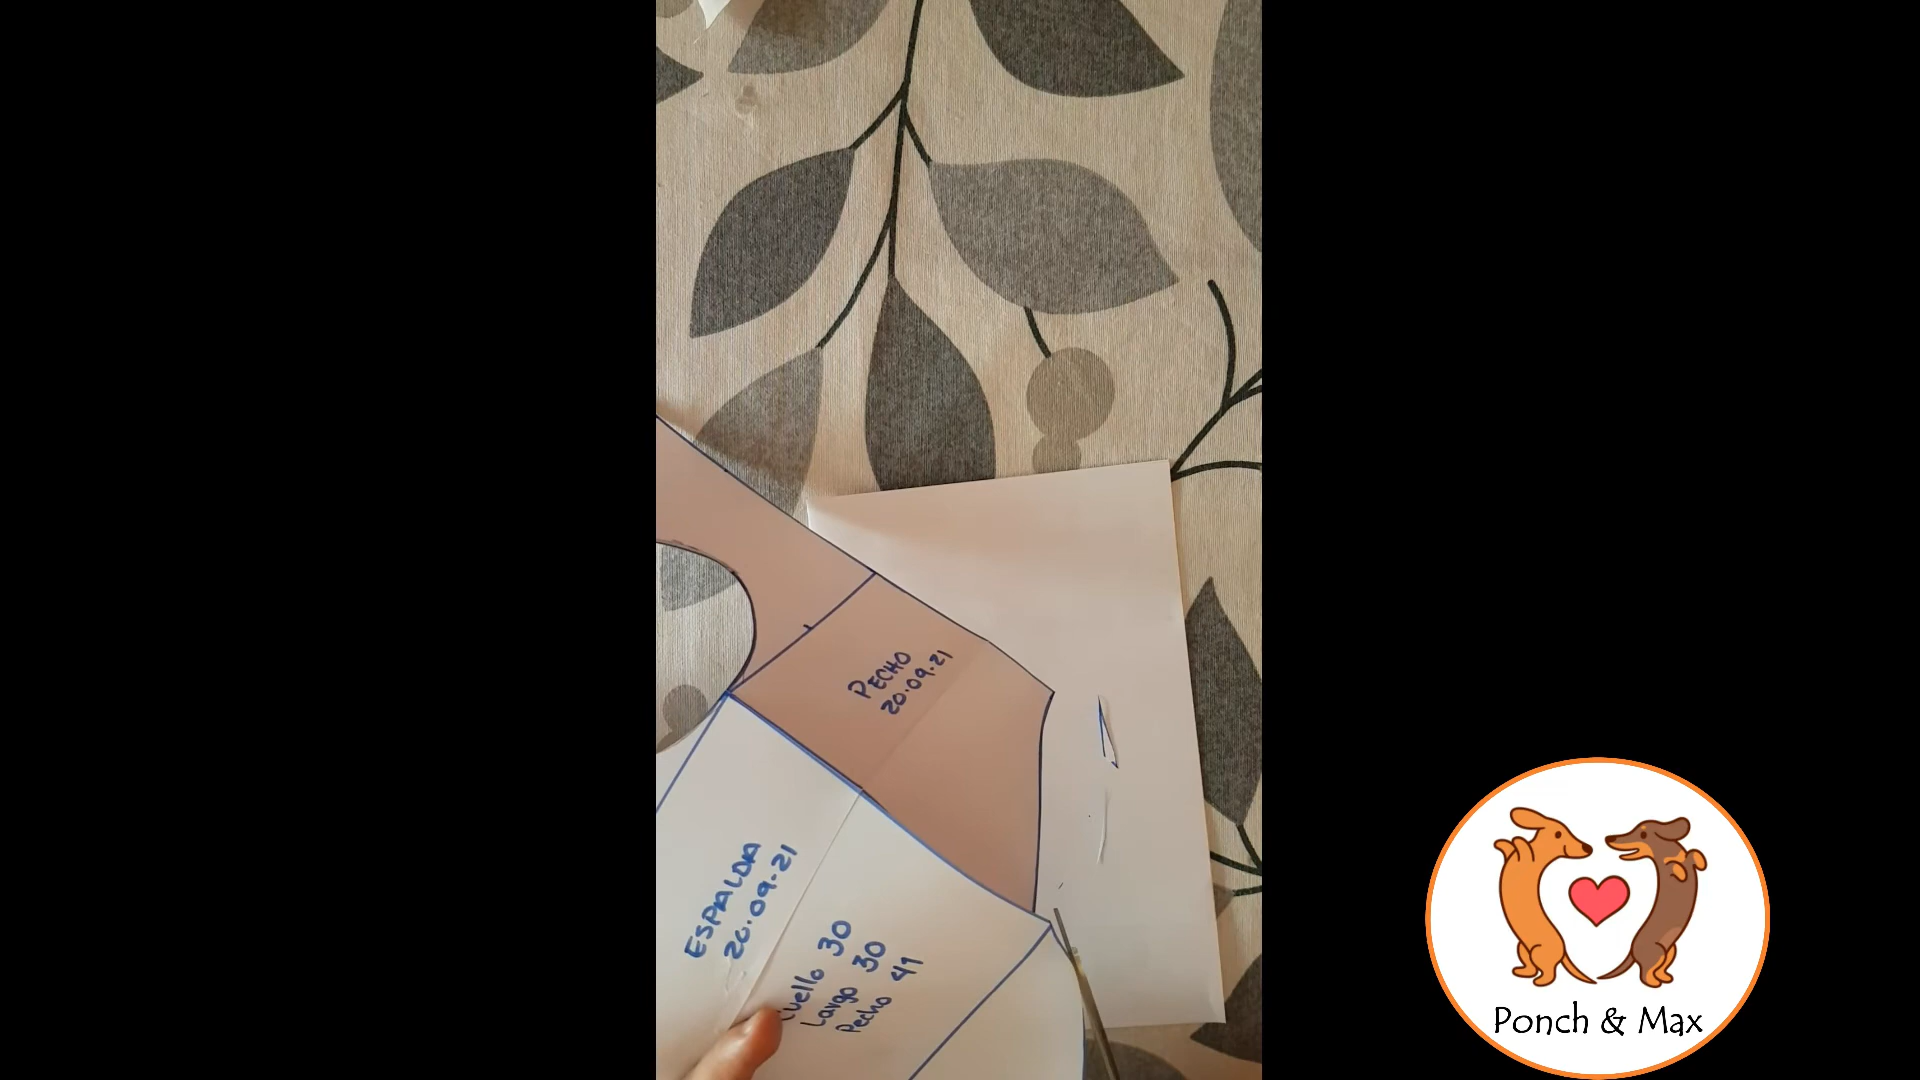 PECHO
20.09.21
ESPALDA
20.09.21
Cuello 30
Largo 30
Pecho 41
Ponch & Max